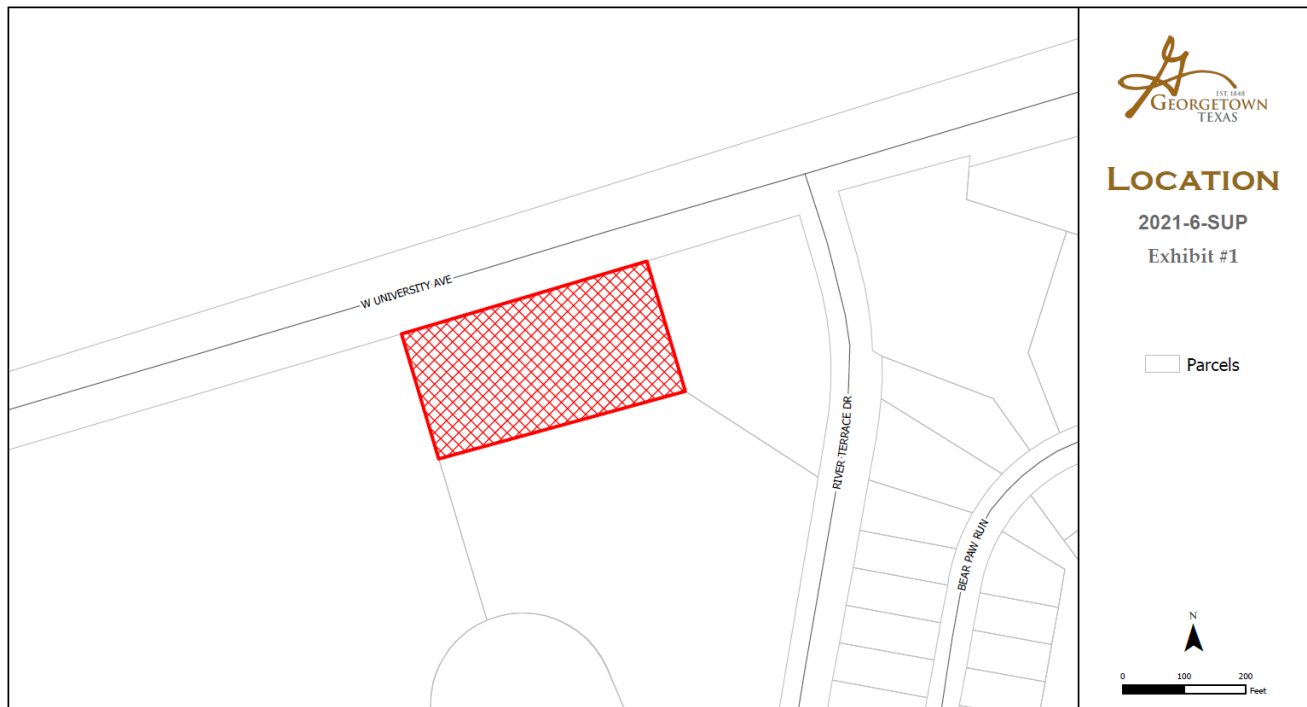 W UNIVERSITY AVE
RIVER TERRACE DR
BEAR PAW RUN
EST. 1848
GEORGETOWN
TEXAS
LOCATION
2021-6-SUP
Exhibit #1
Parcels
N
0 100 200
Feet